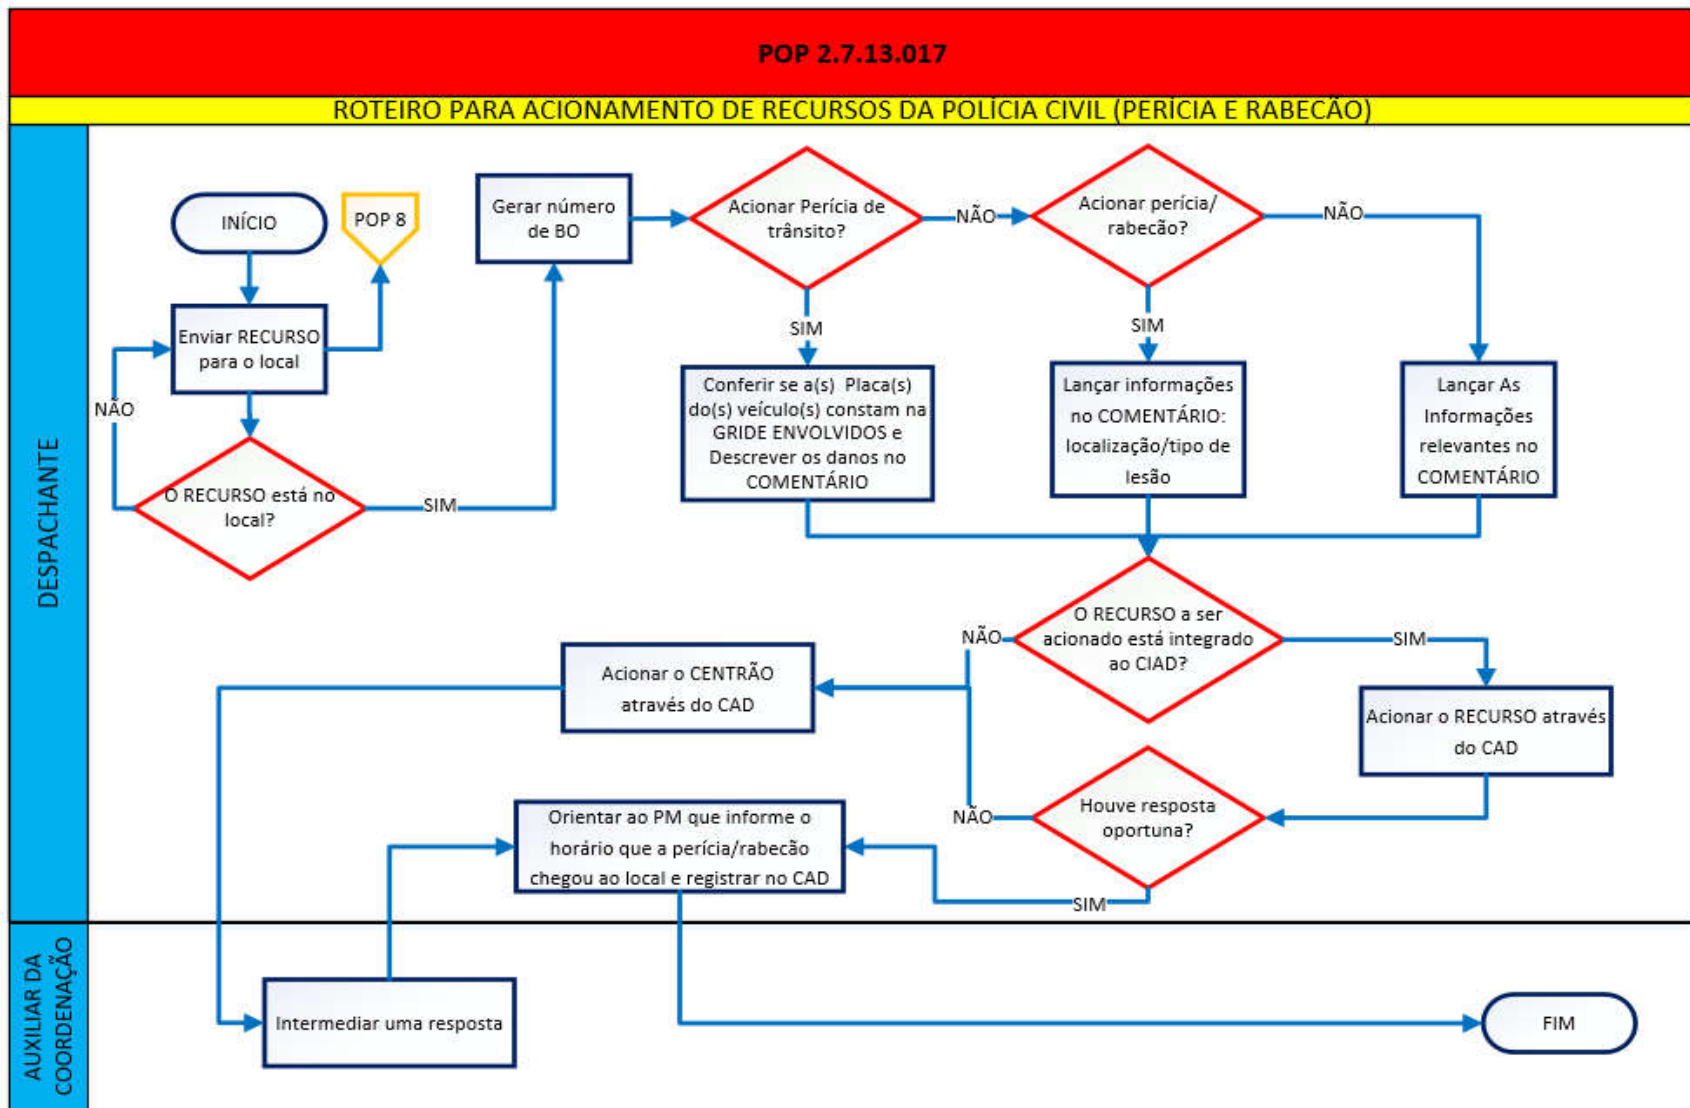 POP 2.7.13.017
ROTEIRO PARA ACIONAMENTO DE RECURSOS DA POLÍCIA CIVIL (PERÍCIA E RABECÃO)
DESPACHANTE
INÍCIO
POP 8
Enviar RECURSO
para o local
NÃO
O RECURSO está no
local?
SIM
Gerar número
de BO
Acionar Perícia de
trânsito?
NÃO
Acionar perícia/
rabecão?
NÃO
SIM
SIM
Conferir se a(s) Placa(s)
do(s) veículo(s) constam na
GRIDE ENVOLVIDOS e
Descrever os danos no
COMENTÁRIO
Lançar informações
no COMENTÁRIO:
localização/tipo de
lesão
Lançar As
Informações
relevantes no
COMENTÁRIO
O RECURSO a ser
acionado está integrado
ao CIAD?
NÃO
SIM
Acionar o CENTRÃO
através do CAD
Acionar o RECURSO através
do CAD
Houve resposta
oportuna?
NÃO
SIM
Orientar ao PM que informe o
horário que a perícia/rabecão
chegou ao local e registrar no CAD
AUXILIAR DA
COORDENAÇÃO
Intermediar uma resposta
FIM